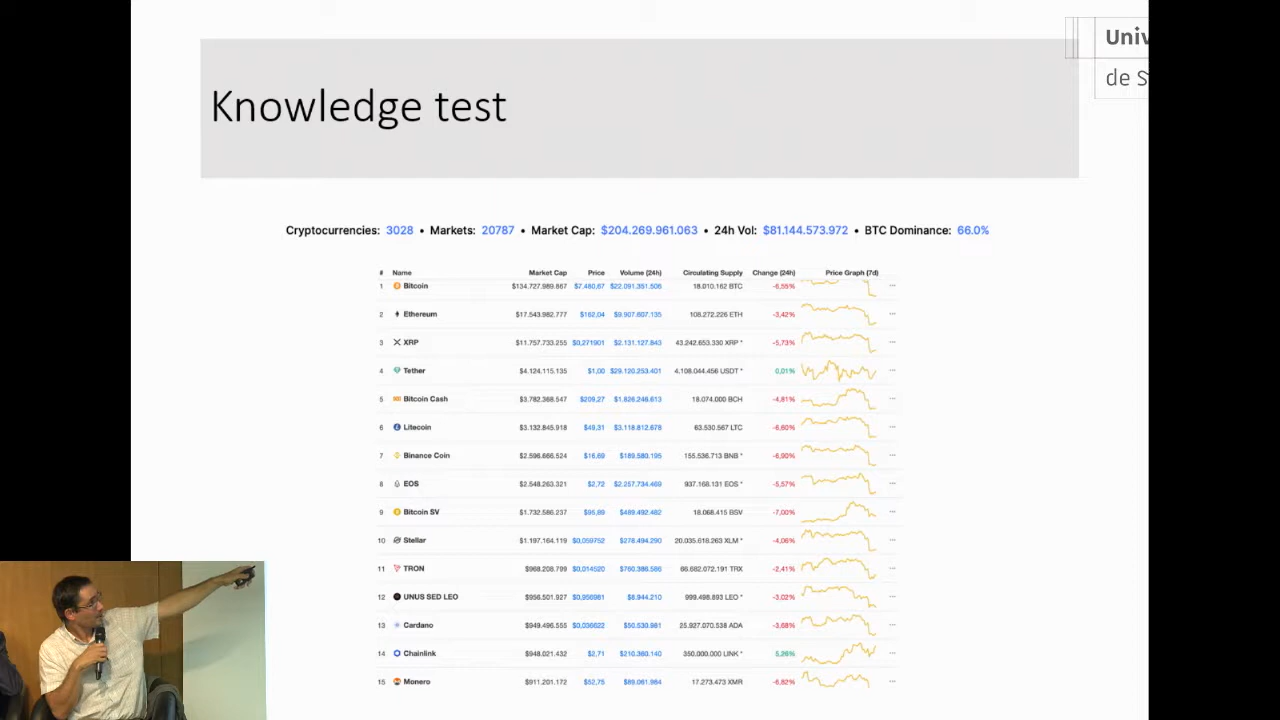 Univ
de S
Knowledge test
Cryptocurrencies: 3028 • Markets: 20787 • Market Cap: $204.269.961.063 • 24h Vol: $81.144.573.972 • BTC Dominance: 66.0%
# Name Market Cap Price Volume (24h) Circulating Supply Change (24h) Price Graph (7d)
1 Bitcoin $134.727.989.867 $7.480,67 $22.091.351.506 18.010.162 BTC -6,55%
2 Ethereum $17.543.982.777 $162,04 $9.907.607.135 108.272.226 ETH -3,42%
3 XRP $11.757.733.255 $0,271901 $2.131.127.843 43.242.653.330 XRP *  -5,73%
4 Tether $4.124.115.135 $1,00 $29.120.253.401 4.108.044.456 USDT * 0,01%
5 Bitcoin Cash $3.782.368.547 $209,27 $1.826.246.613 18.074.000 BCH -4,81%
6 Litecoin $3.132.845.918 $49,31 $3.118.812.678 63.530.567 LTC -6,60%
7 Binance Coin $2.596.666.524 $16,69 $189.580.195 155.536.713 BNB * -6,90%
8 EOS $2.548.263.321 $2,72 $2.257.734.469 937.168.131 EOS * -5,57%
9 Bitcoin SV $1.732.586.237 $95,89 $489.492.482 18.068.415 BSV -7,00%
10 Stellar $1.197.164.119 $0,059752 $278.494.290 20.035.618.263 XLM * -4,06%
11 TRON $968.208.799 $0,014520 $760.386.586 66.682.072.191 TRX -2,41%
12 UNUS SED LEO $956.501.927 $0,956981 $8.944.210 999.498.893 LEO * -3,02%
13 Cardano $949.496.555 $0,036622 $50.530.981 25.927.070.538 ADA -3,68%
14 Chainlink $948.021.432 $2,71 $210.360.140 350.000.000 LINK * 5,26%
15 Monero $911.201.172 $52,75 $89.061.984 17.273.473 XMR -6,82%